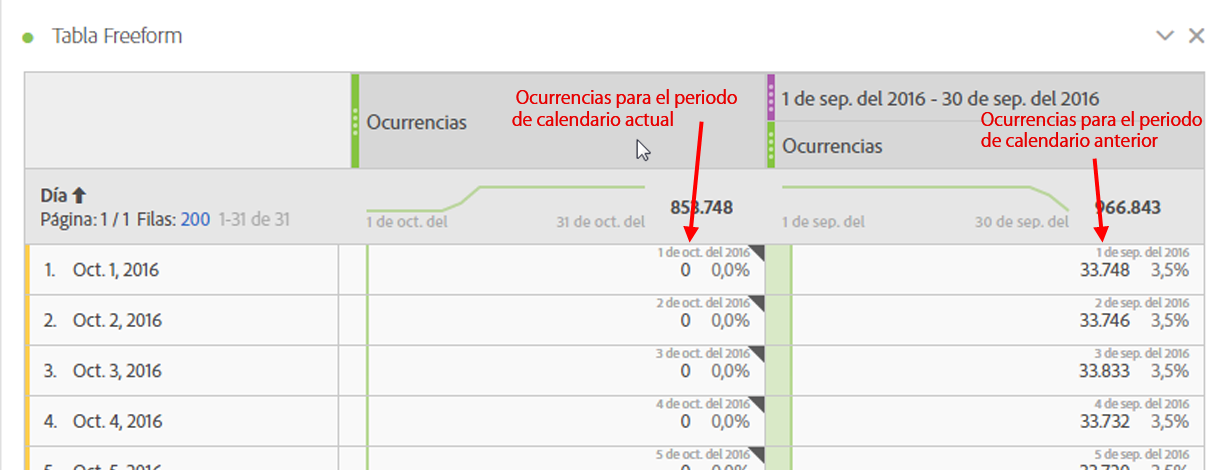 Tabla Freeform
Ocurrencias para el periodo
de calendario actual
Ocurrencias
1 de sep. del 2016 - 30 de sep. del 2016
Ocurrencias para el periodo
de calendario anterior
Ocurrencias
Día
Página: 1 / 1 Filas: 200 1-31 de 31
1 de oct. del 31 de oct. del 853.748
1 de sep. del 30 de sep. del 966.843
1. Oct. 1, 2016 1 de oct. del 2016 1 de sep. del 2016
0 0,0% 33.748 3,5%
2. Oct. 2, 2016 2 de oct. del 2016 2 de sep. del 2016
0 0,0% 33.746 3,5%
3. Oct. 3, 2016 3 de oct. del 2016 3 de sep. del 2016
0 0,0% 33.833 3,5%
4. Oct. 4, 2016 4 de oct. del 2016 4 de sep. del 2016
0 0,0% 33.732 3,5%
5 de oct. del 2016 5 de sep. del 2016
5. Oct. 5, 2016 0 0,0% 3,5%